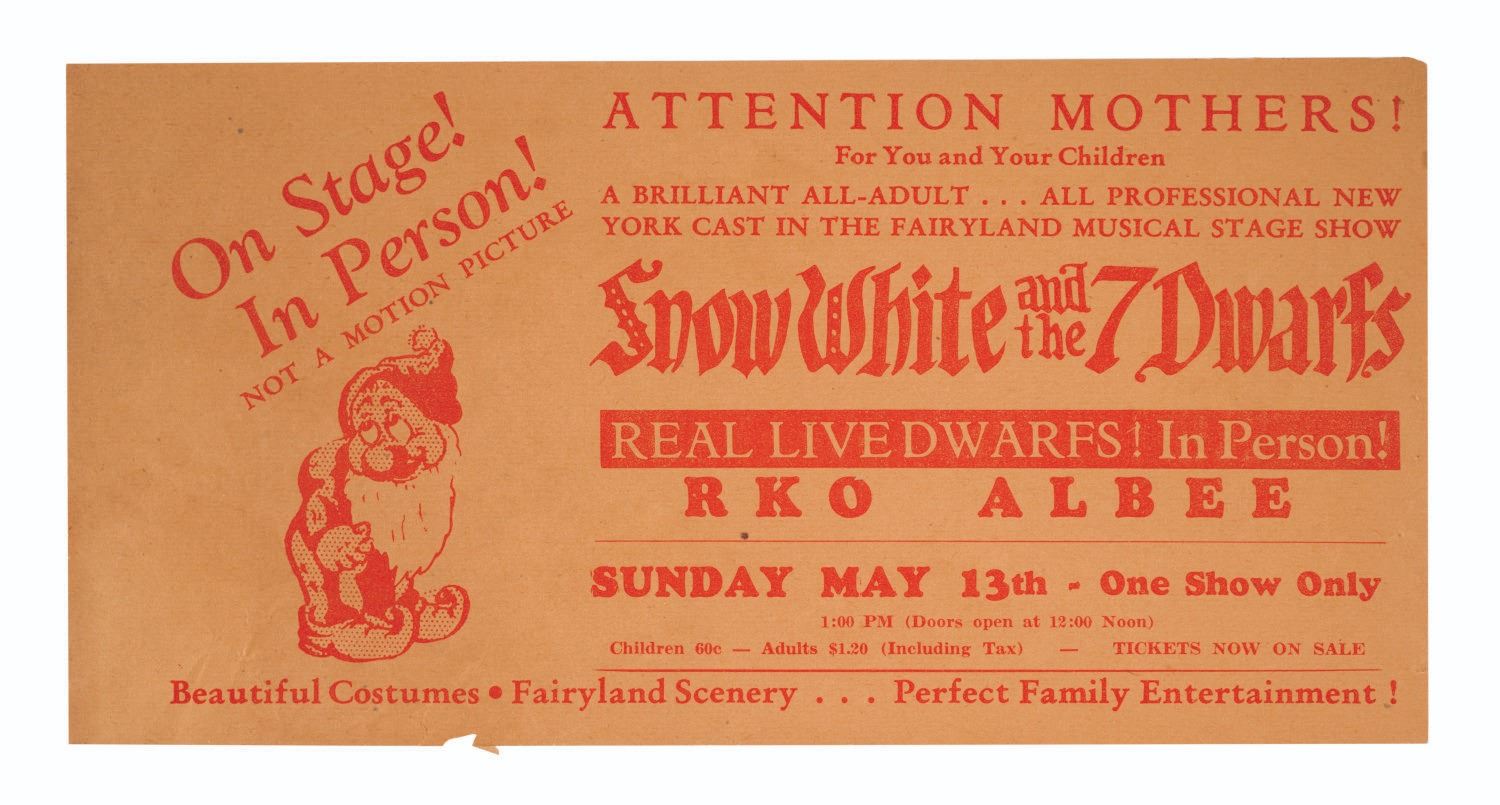 On Stage!
In Person!
NOT A MOTION PICTURE
ATTENTION MOTHERS!
For You and Your Children
A BRILLIANT ALL-ADULT . . . ALL PROFESSIONAL NEW
YORK CAST IN THE FAIRYLAND MUSICAL STAGE SHOW
Snow White and the 7 Dwarfs
REAL LIVE DWARFS! In Person!
RKO ALBEE
SUNDAY MAY 13th - One Show Only
1:00 PM (Doors open at 12:00 Noon)
Children 60c — Adults $1.20 (Including Tax) — TICKETS NOW ON SALE
Beautiful Costumes • Fairyland Scenery . . . Perfect Family Entertainment !